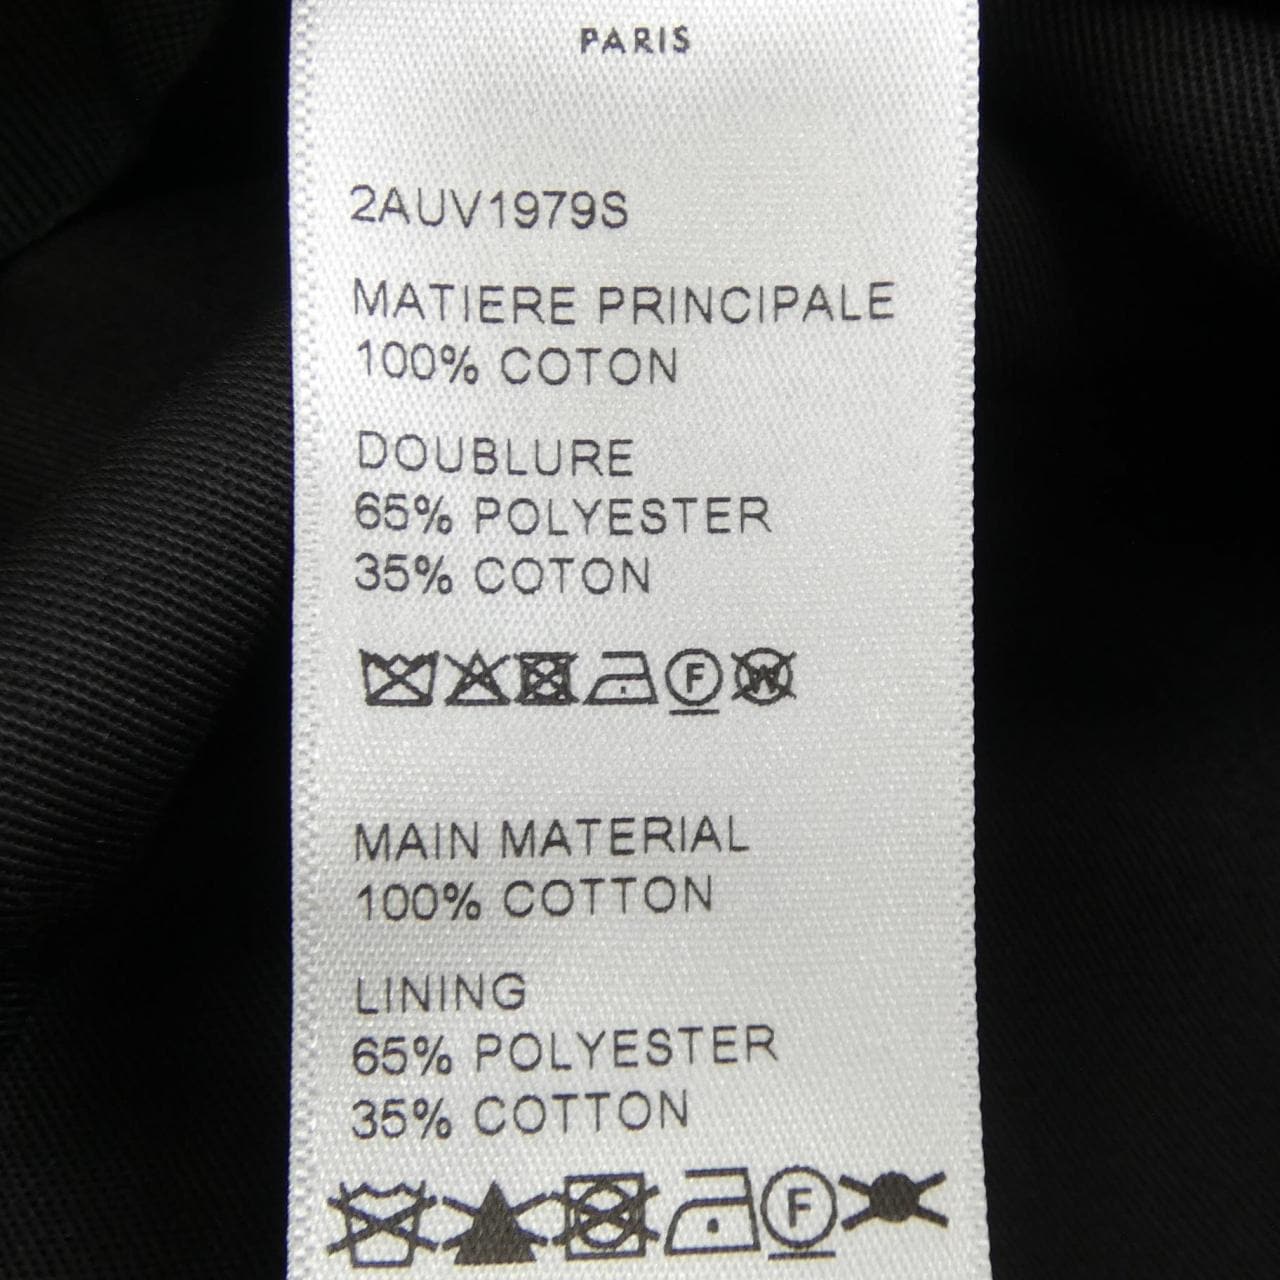 PARIS
2AUV1979S
MATIERE PRINCIPALE
100% COTON
DOUBLURE
65% POLYESTER
35% COTON
F W
MAIN MATERIAL
100% COTTON
LINING
65% POLYESTER
35% COTTON
F